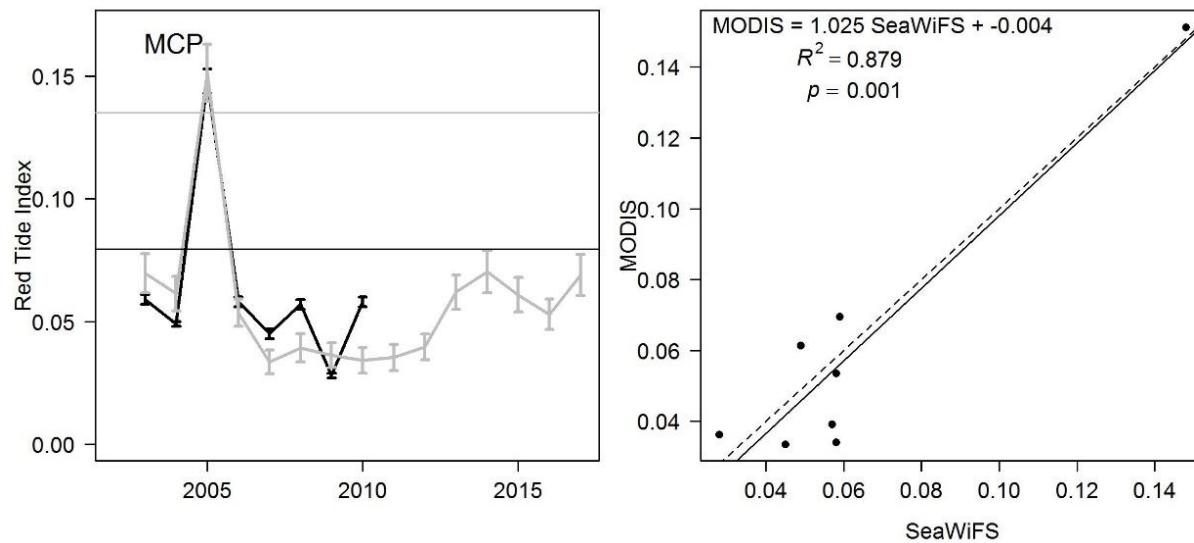 MCP
Red Tide Index
0.15
0.10
0.05
0.00
2005
2010
2015
MODIS = 1.025 SeaWiFS + -0.004
R² = 0.879
p = 0.001
MODIS
0.14
0.12
0.10
0.08
0.06
0.04
0.04
0.06
0.08
0.10
0.12
0.14
SeaWiFS